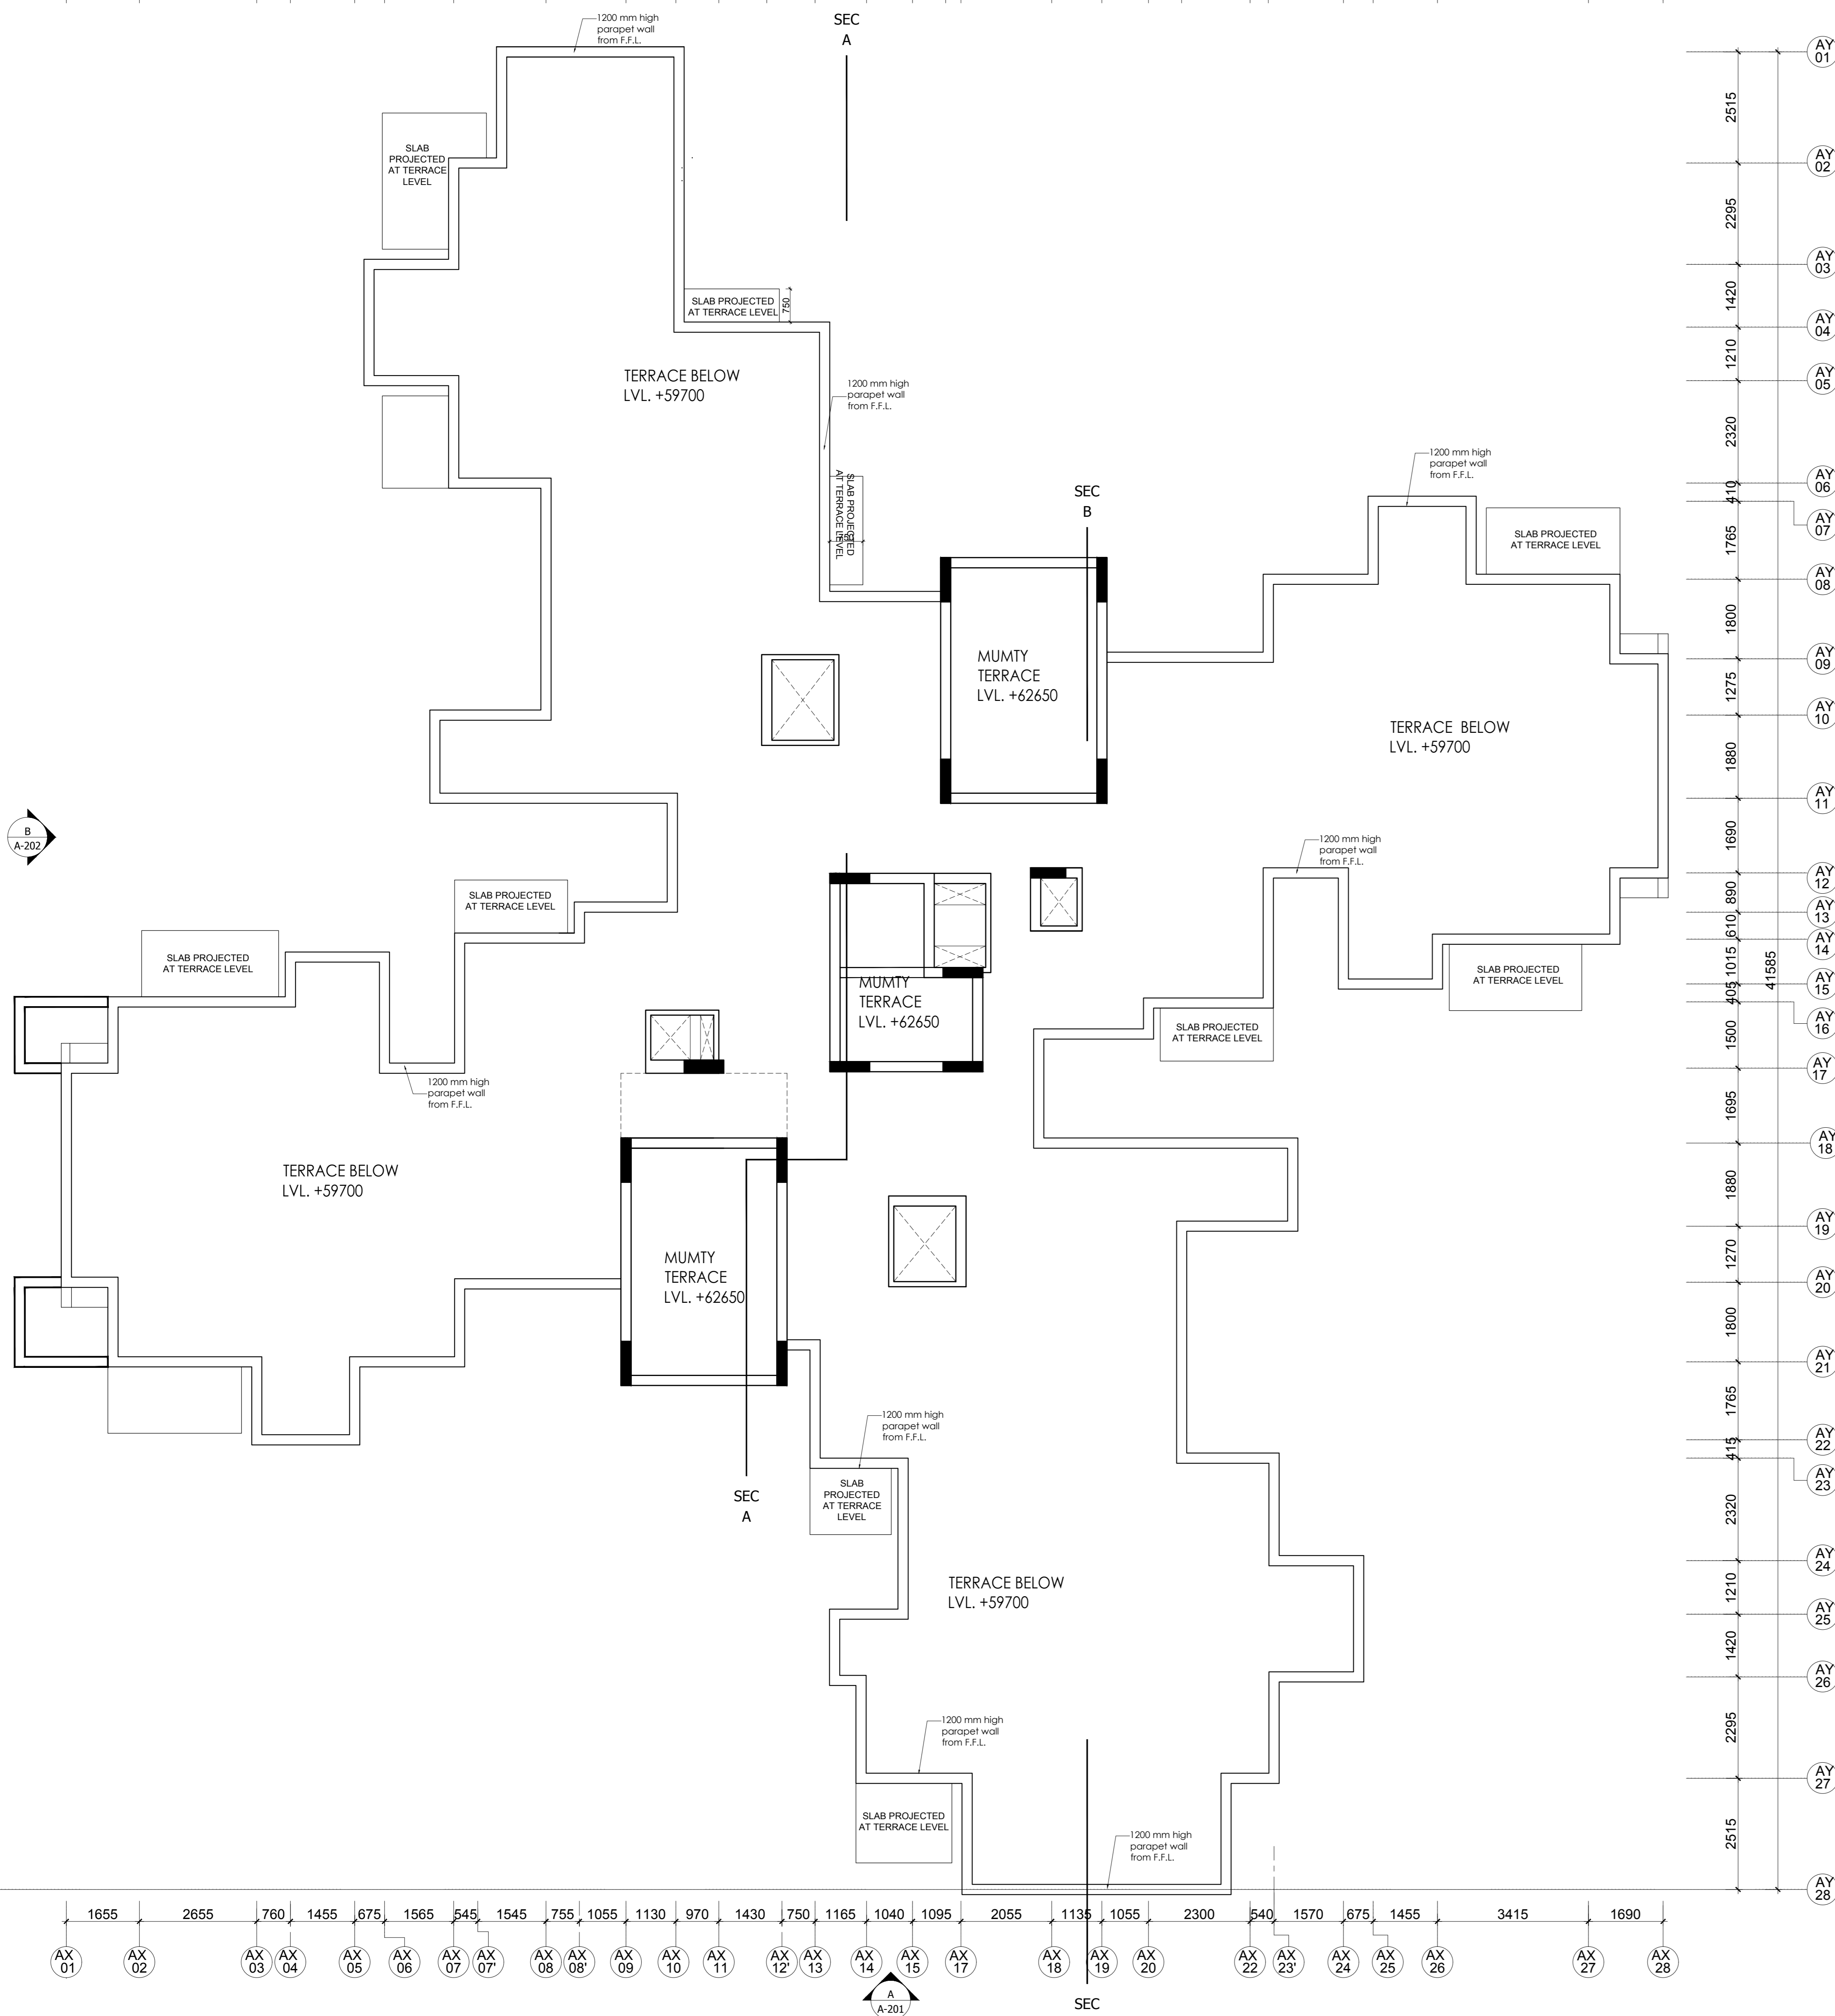 1200 mm high
parapet wall
from F.F.L.
SEC
A
SLAB
PROJECTED
AT TERRACE
LEVEL
SLAB PROJECTED
AT TERRACE LEVEL
750
TERRACE BELOW
LVL. +59700
1200 mm high
parapet wall
from F.F.L.
SLAB PROJECTED
AT TERRACE LEVEL
SEC
B
1200 mm high
parapet wall
from F.F.L.
SLAB PROJECTED
AT TERRACE LEVEL
MUMTY
TERRACE
LVL. +62650
TERRACE BELOW
LVL. +59700
B
A-202
1200 mm high
parapet wall
from F.F.L.
SLAB PROJECTED
AT TERRACE LEVEL
SLAB PROJECTED
AT TERRACE LEVEL
SLAB PROJECTED
AT TERRACE LEVEL
MUMTY
TERRACE
LVL. +62650
SLAB PROJECTED
AT TERRACE LEVEL
1200 mm high
parapet wall
from F.F.L.
TERRACE BELOW
LVL. +59700
MUMTY
TERRACE
LVL. +62650
SEC
A
1200 mm high
parapet wall
from F.F.L.
SLAB
PROJECTED
AT TERRACE
LEVEL
TERRACE BELOW
LVL. +59700
1200 mm high
parapet wall
from F.F.L.
SLAB PROJECTED
AT TERRACE LEVEL
1200 mm high
parapet wall
from F.F.L.
AY
01
2515
AY
02
2295
AY
03
1420
AY
04
1210
AY
05
2320
AY
06
410
AY
07
1765
AY
08
1800
AY
09
1275
AY
10
1880
AY
11
1690
AY
12
890
AY
13
610
AY
14
1015
41585
AY
15
405
AY
16
1500
AY
17
1695
AY
18
1880
AY
19
1270
AY
20
1800
AY
21
1765
AY
22
415
AY
23
2320
AY
24
1210
AY
25
1420
AY
26
2295
AY
27
2515
AY
28
1655 2655 760 1455 675 1565 545 1545 755 1055 1130 970 1430 750 1165 1040 1095 2055 1135 1055 2300 540 1570 675 1455 3415 1690
AX AX AX AX AX AX AX AX AX AX AX AX AX AX AX AX AX AX AX AX AX AX AX AX AX AX AX AX
01 02 03 04 05 06 07 07' 08 08' 09 10 11 12' 13 14 15 17 18 19 20 22 23' 24 25 26 27 28
A
A-201
SEC